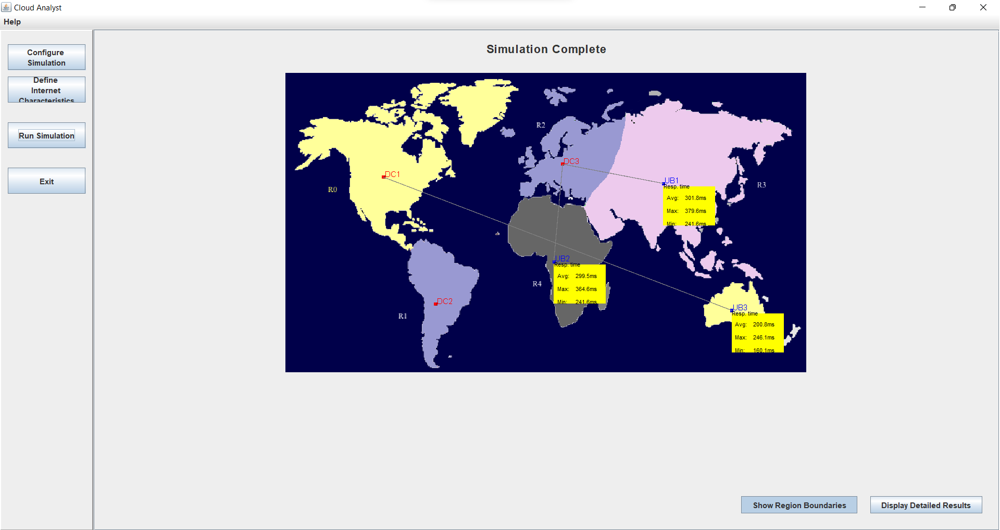 Cloud Analyst
Help
Configure
Simulation
Define
Internet
Characteristics
Run Simulation
Exit
Simulation Complete
R2
DC3
DC1
UB1
Resp. time
R0
R3
Avg: 301.8ms
Max: 379.6ms
Min: 241.6ms
UB2
Resp. time
Avg: 299.5ms
R4
Max: 364.6ms
Min: 241.6ms
DC2
R1
UB3
Resp. time
Avg: 200.8ms
Max: 246.1ms
Min: 160.1ms
Show Region Boundaries
Display Detailed Results